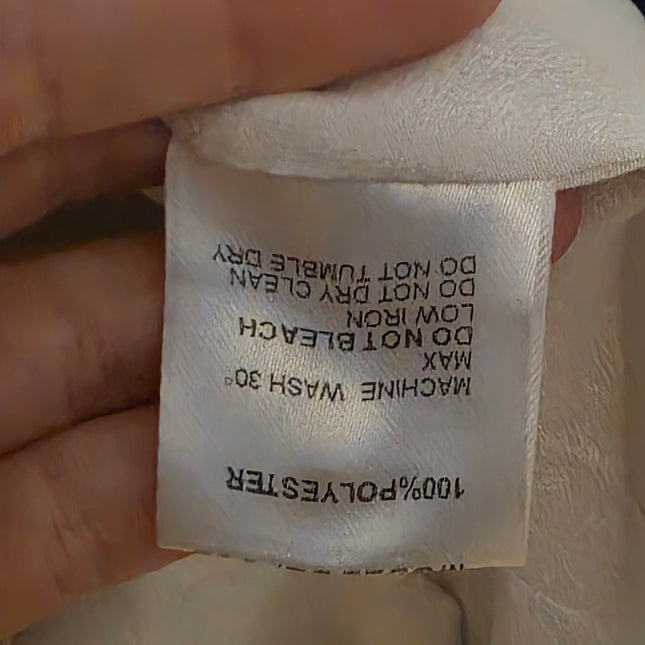 100%POLYESTER
MACHINE WASH 30°
MAX
DO NOT BLEACH
LOW IRON
DO NOT DRY CLEAN
DO NOT TUMBLE DRY